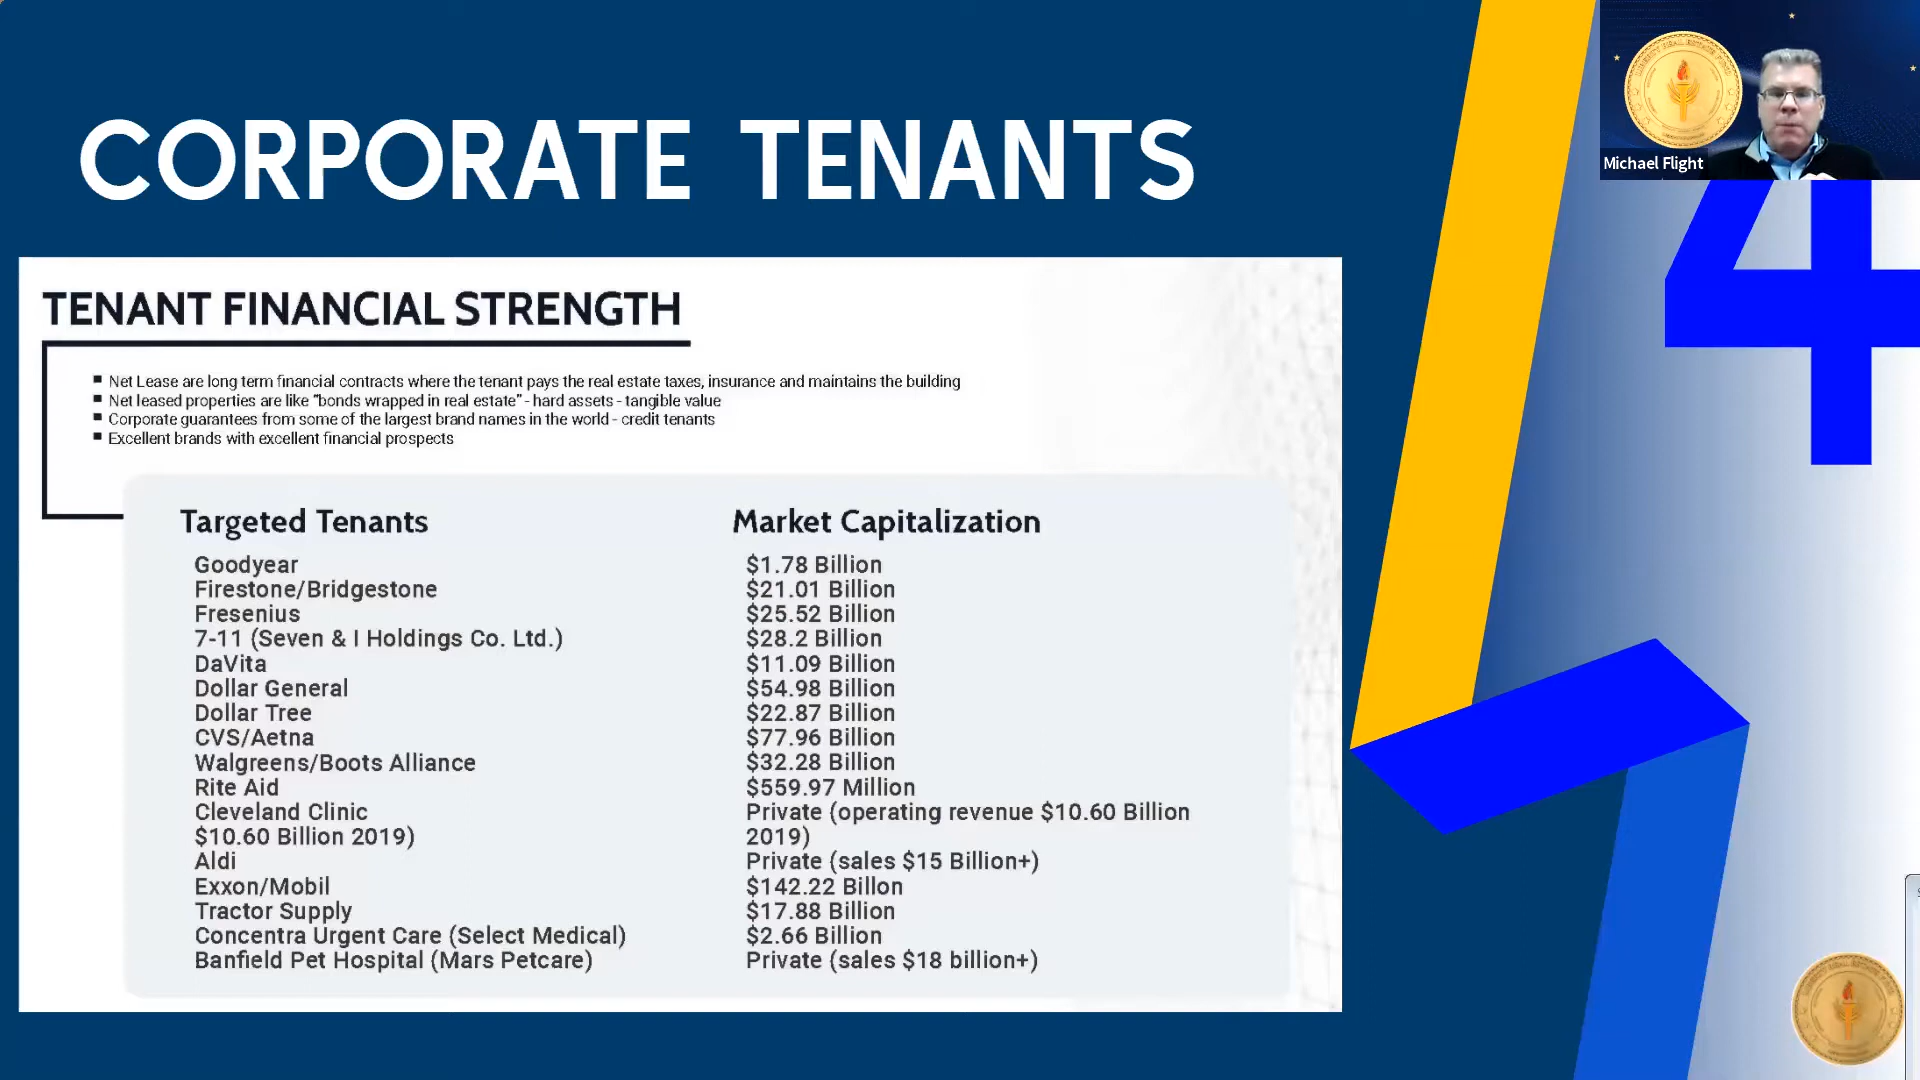 CORPORATE TENANTS
Michael Flight
4
TENANT FINANCIAL STRENGTH
Net Lease are long term financial contracts where the tenant pays the real estate taxes, insurance and maintains the building
Net leased properties are like “bonds wrapped in real estate” - hard assets - tangible value
Corporate guarantees from some of the largest brand names in the world - credit tenants
Excellent brands with excellent financial prospects
Targeted Tenants Market Capitalization
Goodyear $1.78 Billion
Firestone/Bridgestone $21.01 Billion
Fresenius $25.52 Billion
7-11 (Seven & I Holdings Co. Ltd.) $28.2 Billion
DaVita $11.09 Billion
Dollar General $54.98 Billion
Dollar Tree $22.87 Billion
CVS/Aetna $77.96 Billion
Walgreens/Boots Alliance $32.28 Billion
Rite Aid $559.97 Million
Cleveland Clinic Private (operating revenue $10.60 Billion
$10.60 Billion 2019) 2019)
Aldi Private (sales $15 Billion+)
Exxon/Mobil $142.22 Billon
Tractor Supply $17.88 Billion
Concentra Urgent Care (Select Medical) $2.66 Billion
Banfield Pet Hospital (Mars Petcare) Private (sales $18 billion+)